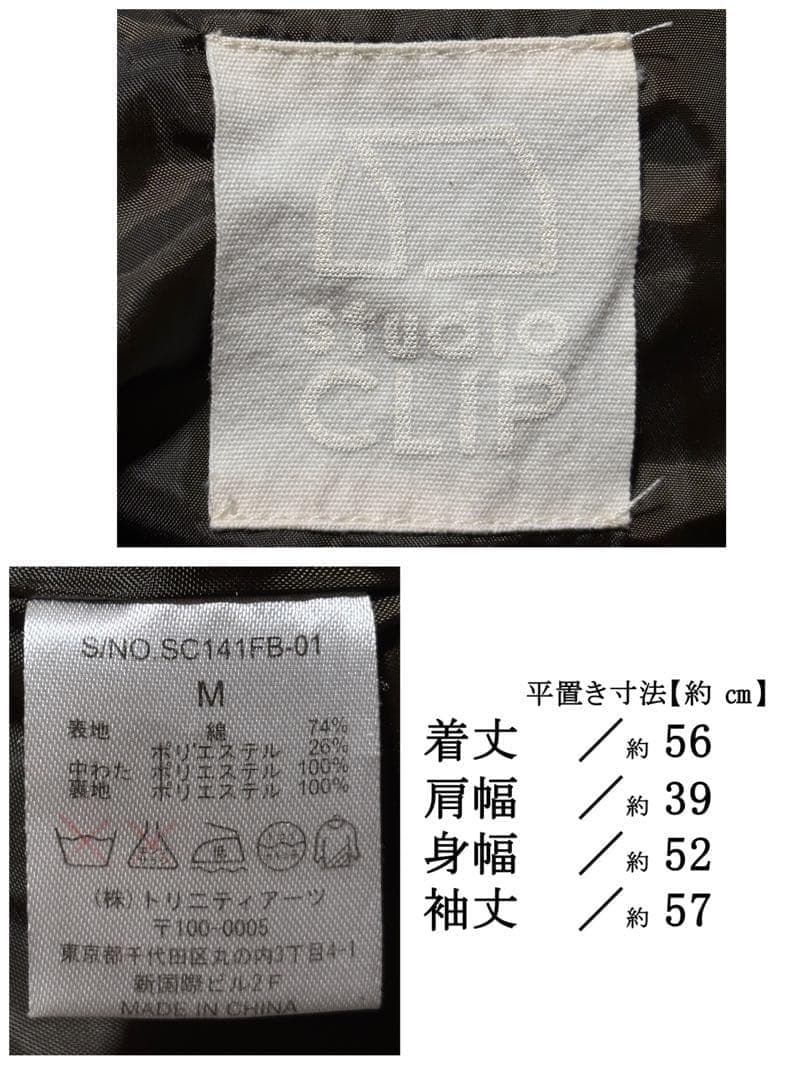 studio
CLIP
S/NO.SC141FB-01
M
表地 綿 74%
ポリエステル 26%
中わた ポリエステル 100%
裏地 ポリエステル 100%
低
(株)トリニティアーツ
〒100-0005
東京都千代田区丸の内3丁目4-1
新国際ビル2F
MADE IN CHINA
平置き寸法【約 ㎝】
着丈 ／約 56
肩幅 ／約 39
身幅 ／約 52
袖丈 ／約 57